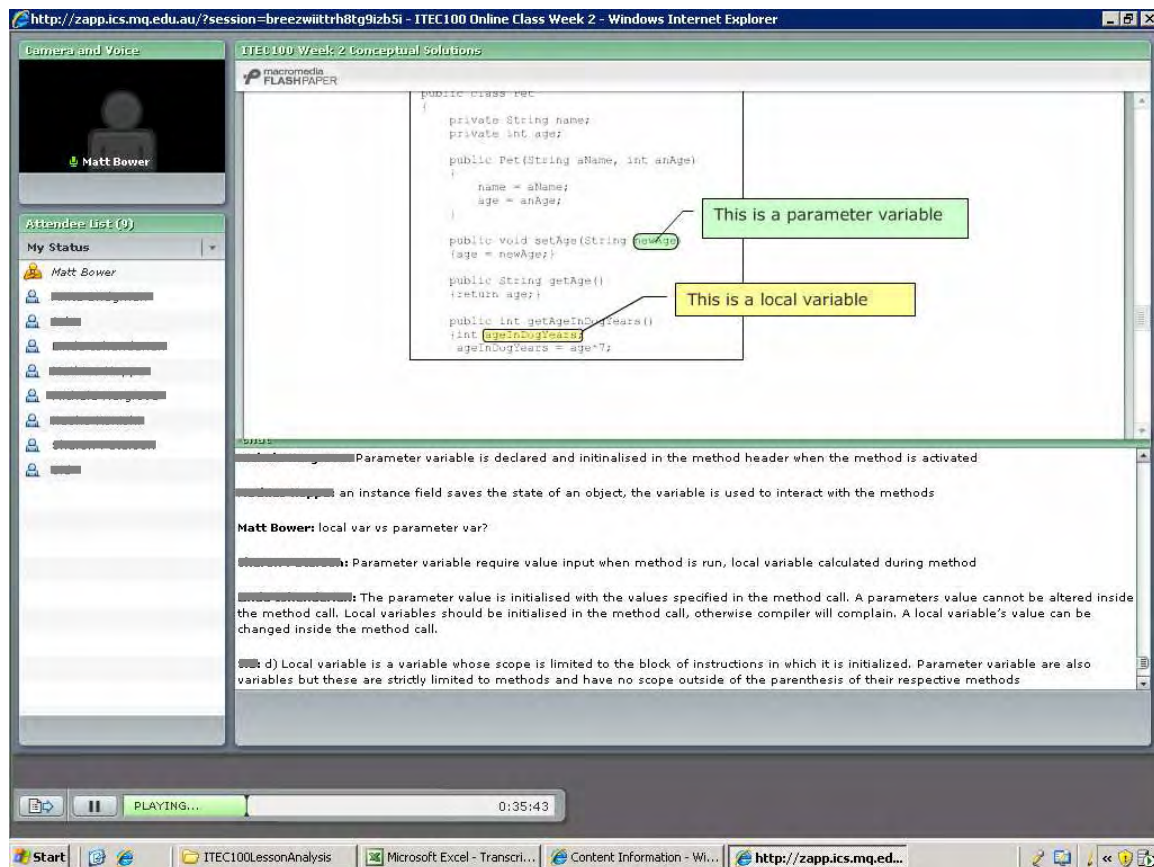 http://zapp.ics.mq.edu.au/?session=breezwiittrh8tg9izb5i - ITEC100 Online Class Week 2 - Windows Internet Explorer
Camera and Voice
Matt Bower
Attendee List (9)
My Status
Matt Bower
ITEC100 Week 2 Conceptual Solutions
macromedia
FLASHPAPER
public class Pet
{
private String name;
private int age;
public Pet(String aName, int anAge)
{
name = aName;
age = anAge;
}
public void setAge(String newAge)
{age = newAge;}
public String getAge()
{return age;}
public int getAgeInDogYears()
{int ageInDogYears;
ageInDogYears = age*7;
This is a parameter variable
This is a local variable
Parameter variable is declared and initinalised in the method header when the method is activated
an instance field saves the state of an object, the variable is used to interact with the methods
Matt Bower: local var vs parameter var?
: Parameter variable require value input when method is run, local variable calculated during method
: The parameter value is initialised with the values specified in the method call. A parameters value cannot be altered inside
the method call. Local variables should be initialised in the method call, otherwise compiler will complain. A local variable's value can be
changed inside the method call.
: d) Local variable is a variable whose scope is limited to the block of instructions in which it is initialized. Parameter variable are also
variables but these are strictly limited to methods and have no scope outside of the parenthesis of their respective methods
PLAYING...
0:35:43
Start
ITEC100LessonAnalysis
Microsoft Excel - Transcri...
Content Information - Wi...
http://zapp.ics.mq.ed...